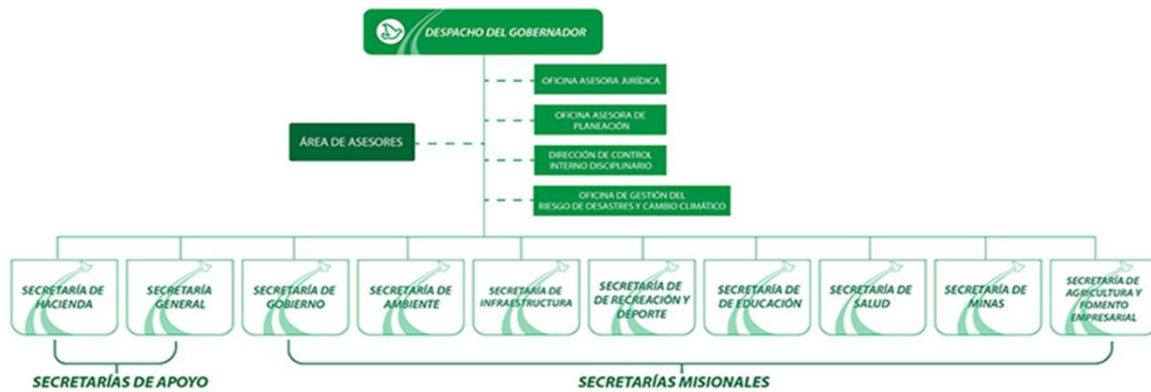 DESPACHO DEL GOBERNADOR
OFICINA ASESORA JURÍDICA
OFICINA ASESORA DE
PLANEACIÓN
ÁREA DE ASESORES
DIRECCIÓN DE CONTROL
INTERNO DISCIPLINARIO
OFICINA DE GESTIÓN DEL
RIESGO DE DESASTRES Y CAMBIO CLIMÁTICO
SECRETARÍA DE
HACIENDA
SECRETARÍA
GENERAL
SECRETARÍA DE
GOBIERNO
SECRETARÍA DE
AMBIENTE
SECRETARÍA DE
INFRAESTRUCTURA
SECRETARÍA DE
DE RECREACIÓN Y
DEPORTE
SECRETARÍA DE
DE EDUCACIÓN
SECRETARÍA DE
SALUD
SECRETARÍA DE
MINAS
SECRETARÍA DE
AGRICULTURA Y
FOMENTO
EMPRESARIAL
SECRETARÍAS DE APOYO
SECRETARÍAS MISIONALES